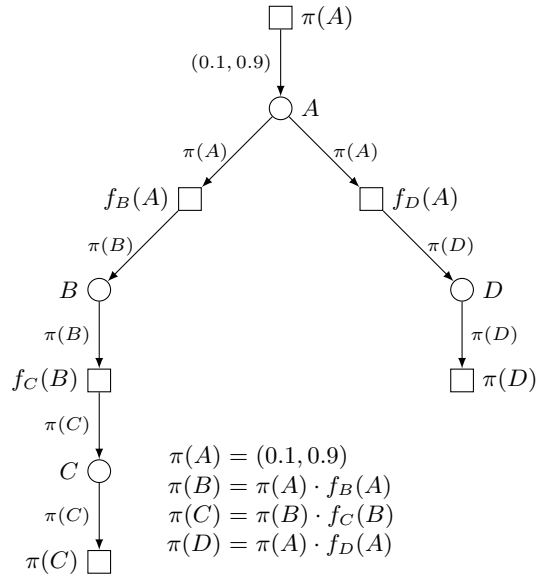 π(A)
(0.1, 0.9)
A
π(A) π(A)
f_B(A) f_D(A)
π(B) π(D)
B D
π(B) π(D)
f_C(B) π(D)
π(C)
C
π(C)
π(C)
π(A) = (0.1, 0.9)
π(B) = π(A) · f_B(A)
π(C) = π(B) · f_C(B)
π(D) = π(A) · f_D(A)